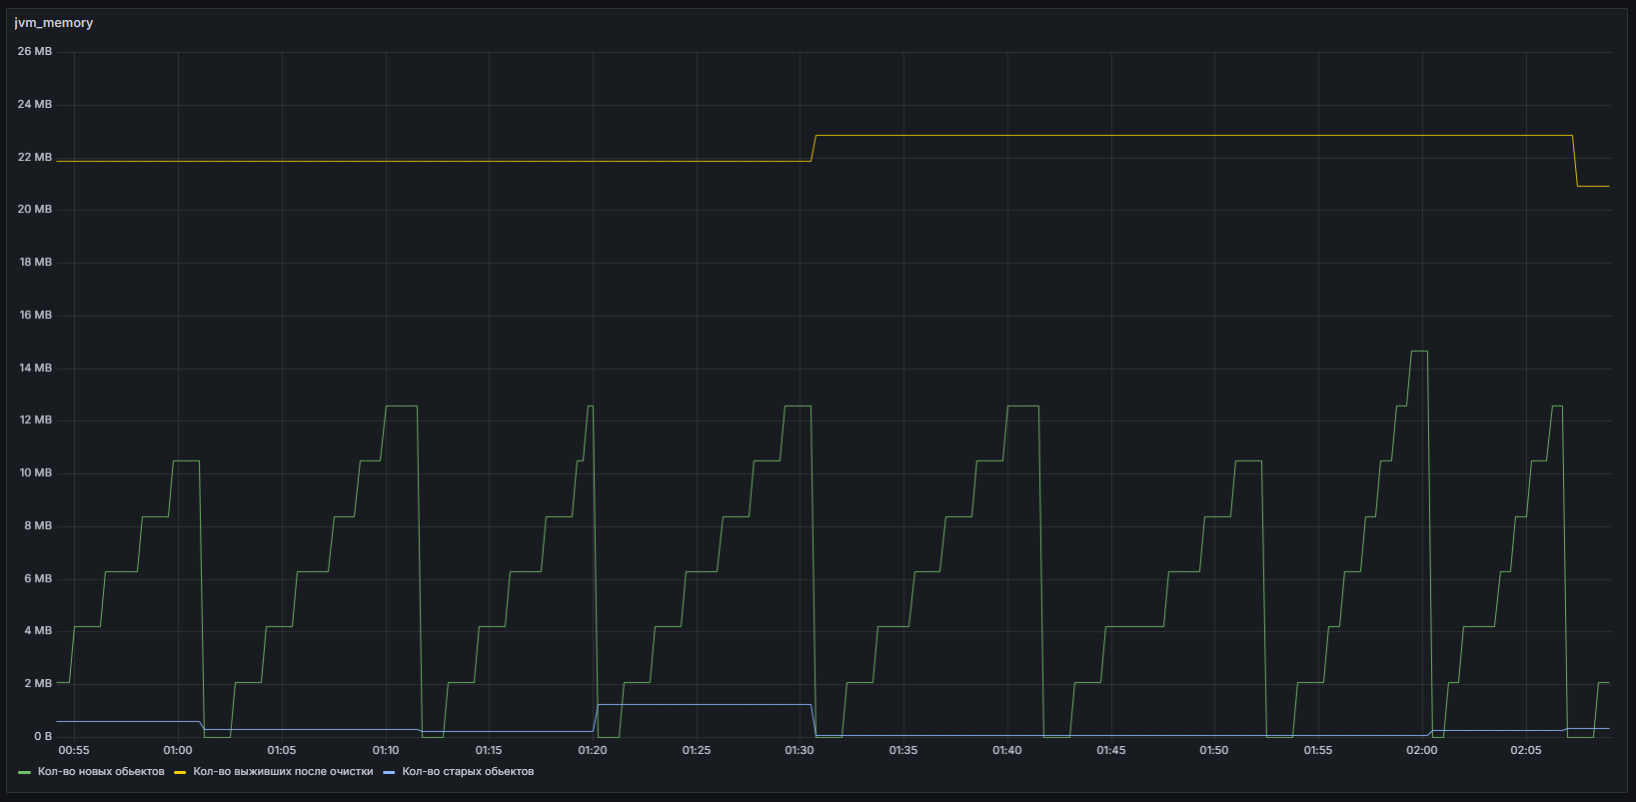 jvm_memory
26 MB
24 MB
22 MB
20 MB
18 MB
16 MB
14 MB
12 MB
10 MB
8 MB
6 MB
4 MB
2 MB
0 B
00:55 01:00 01:05 01:10 01:15 01:20 01:25 01:30 01:35 01:40 01:45 01:50 01:55 02:00 02:05
Кол-во новых обьектов Кол-во выживших после очистки Кол-во старых обьектов